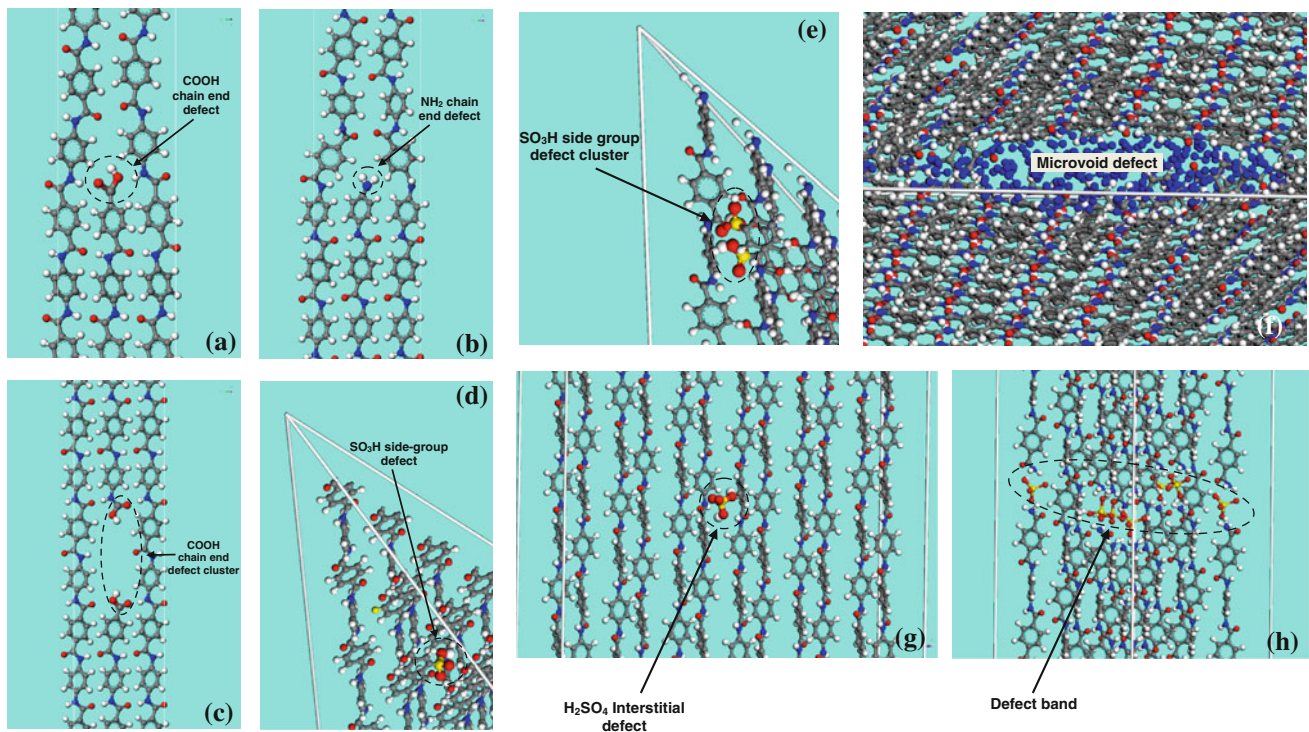 COOH
chain end
defect
(a)
NH₂ chain
end defect
(b)
(e)
SO₃H side group
defect cluster
Microvoid defect
(f)
COOH
chain end
defect cluster
(c)
(d)
SO₃H side-group
defect
(g)
H₂SO₄ Interstitial
defect
(h)
Defect band